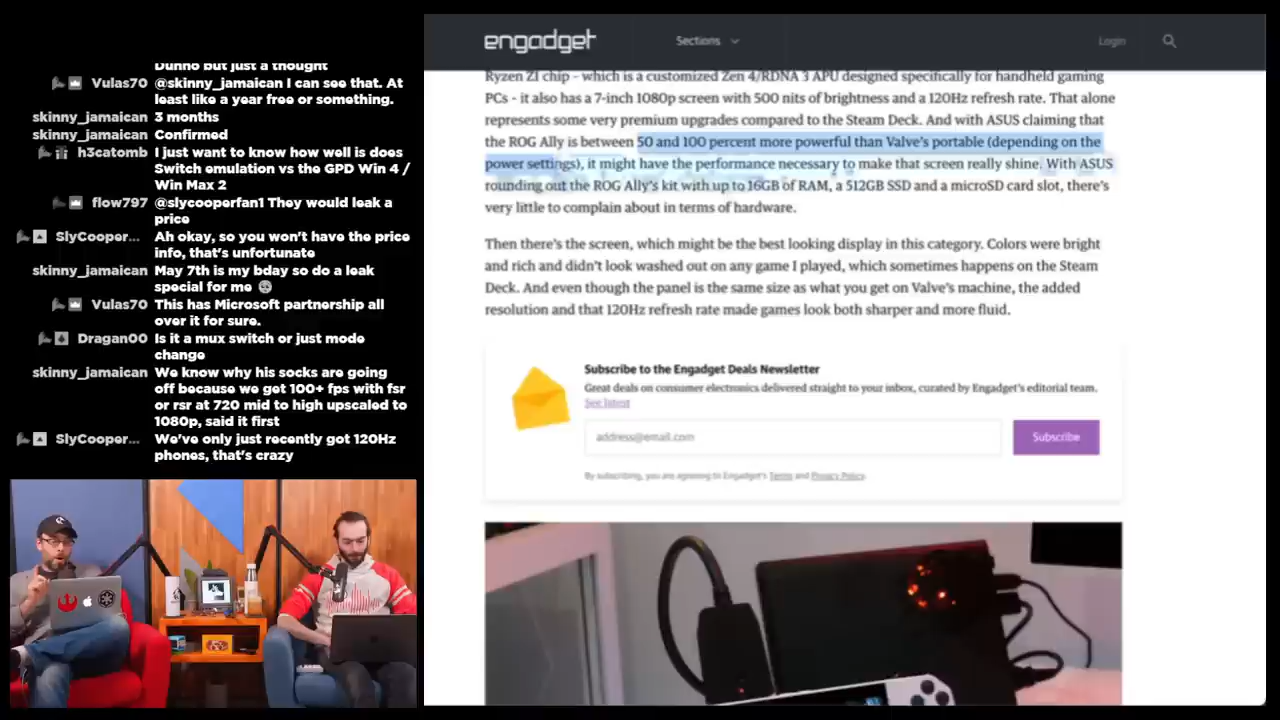 Dunno but just a thought
Vulas70 @skinny_jamaican I can see that. At
least like a year free or something.
skinny_jamaican 3 months
skinny_jamaican Confirmed
h3catomb I just want to know how well is does
Switch emulation vs the GPD Win 4 /
Win Max 2
flow797 @slycooperfan1 They would leak a
price
SlyCooper... Ah okay, so you won't have the price
info, that's unfortunate
skinny_jamaican May 7th is my bday so do a leak
special for me
Vulas70 This has Microsoft partnership all
over it for sure.
Dragan00 Is it a mux switch or just mode
change
skinny_jamaican We know why his socks are going
off because we get 100+ fps with fsr
or rsr at 720 mid to high upscaled to
1080p, said it first
SlyCooper... We've only just recently got 120Hz
phones, that's crazy
engadget
Sections
Login
Ryzen Z1 chip - which is a customized Zen 4/RDNA 3 APU designed specifically for handheld gaming
PCs - it also has a 7-inch 1080p screen with 500 nits of brightness and a 120Hz refresh rate. That alone
represents some very premium upgrades compared to the Steam Deck. And with ASUS claiming that
the ROG Ally is between 50 and 100 percent more powerful than Valve's portable (depending on the
power settings), it might have the performance necessary to make that screen really shine. With ASUS
rounding out the ROG Ally's kit with up to 16GB of RAM, a 512GB SSD and a microSD card slot, there's
very little to complain about in terms of hardware.
Then there's the screen, which might be the best looking display in this category. Colors were bright
and rich and didn't look washed out on any game I played, which sometimes happens on the Steam
Deck. And even though the panel is the same size as what you get on Valve's machine, the added
resolution and that 120Hz refresh rate made games look both sharper and more fluid.
Subscribe to the Engadget Deals Newsletter
Great deals on consumer electronics delivered straight to your inbox, curated by Engadget's editorial team.
See latest
address@email.com
Subscribe
By subscribing, you are agreeing to Engadget's Terms and Privacy Policy.